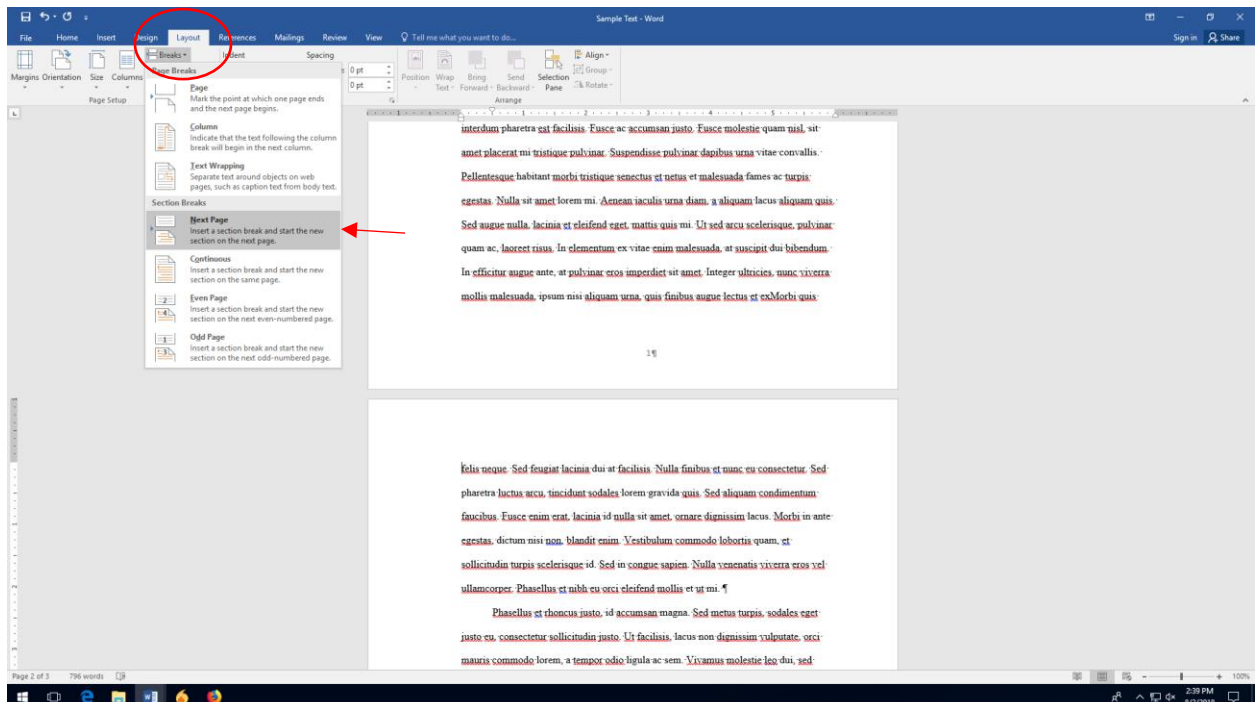 Sample Text - Word
File Home Insert Design Layout References Mailings Review View Tell me what you want to do... Sign in Share
Breaks Indent Spacing
Margins Orientation Size Columns
0 pt
0 pt
Position Wrap Text Bring Forward Send Backward Selection Pane
Align
Group
Rotate
Page Setup Arrange
Page Breaks
Page
Mark the point at which one page ends
and the next page begins.
Column
Indicate that the text following the column
break will begin in the next column.
Text Wrapping
Separate text around objects on web
pages, such as caption text from body text.
Section Breaks
Next Page
Insert a section break and start the new
section on the next page.
Continuous
Insert a section break and start the new
section on the same page.
Even Page
Insert a section break and start the new
section on the next even-numbered page.
Odd Page
Insert a section break and start the new
section on the next odd-numbered page.
interdum pharetra est facilisis. Fusce ac accumsan justo. Fusce molestie quam nisl, sit
amet placerat mi tristique pulvinar. Suspendisse pulvinar dapibus urna vitae convallis.
Pellentesque habitant morbi tristique senectus et netus et malesuada fames ac turpis
egestas. Nulla sit amet lorem mi. Aenean iaculis urna diam, a aliquam lacus aliquam quis.
Sed augue nulla, lacinia et eleifend eget, mattis quis mi. Ut sed arcu scelerisque, pulvinar
quam ac, laoreet risus. In elementum ex vitae enim malesuada, at suscipit dui bibendum.
In efficitur augue ante, at pulvinar eros imperdiet sit amet. Integer ultricies, nunc viverra
mollis malesuada, ipsum nisi aliquam urna, quis finibus augue lectus et exMorbi quis
1¶
felis neque. Sed feugiat lacinia dui at facilisis. Nulla finibus et nunc eu consectetur. Sed
pharetra luctus arcu, tincidunt sodales lorem gravida quis. Sed aliquam condimentum
faucibus. Fusce enim erat, lacinia id nulla sit amet, ornare dignissim lacus. Morbi in ante
egestas, dictum nisi non, blandit enim. Vestibulum commodo lobortis quam, et
sollicitudin turpis scelerisque id. Sed in congue sapien. Nulla venenatis viverra eros vel
ullamcorper. Phasellus et nibh eu orci eleifend mollis et ut mi. ¶
Phasellus et rhoncus justo, id accumsan magna. Sed metus turpis, sodales eget
justo eu, consectetur sollicitudin justo. Ut facilisis, lacus non dignissim vulputate, orci
mauris commodo lorem, a tempor odio ligula ac sem. Vivamus molestie leo dui, sed
Page 2 of 3 796 words 100%
2:39 PM